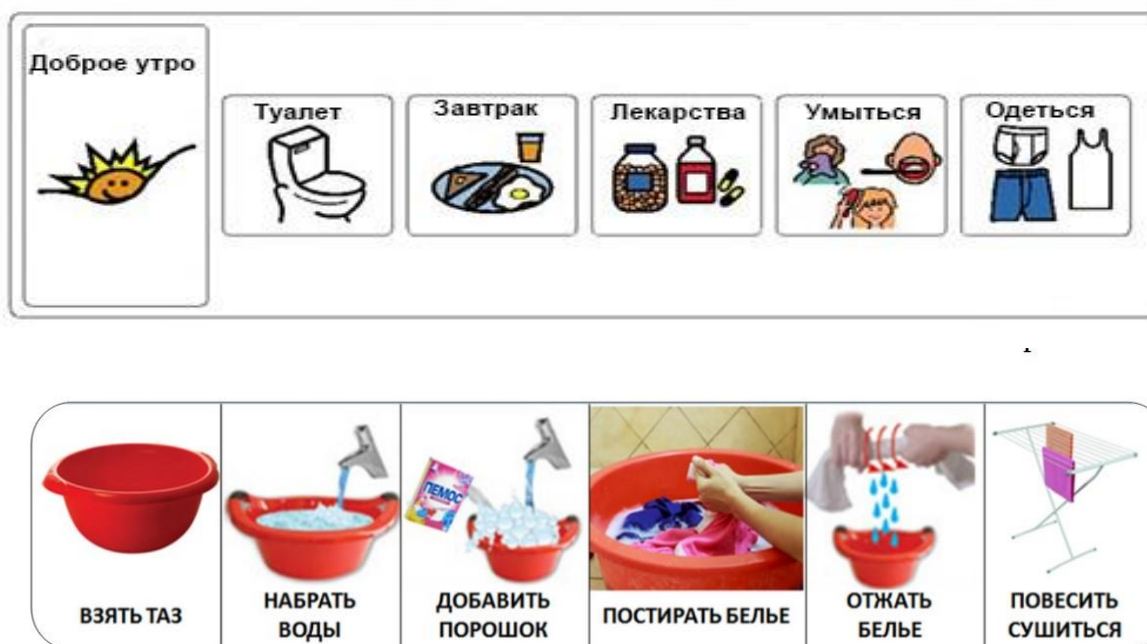 Доброе утро
Туалет
Завтрак
Лекарства
Умыться
Одеться
ПЕМОС
ВЗЯТЬ ТАЗ
НАБРАТЬ
ВОДЫ
ДОБАВИТЬ
ПОРОШОК
ПОСТИРАТЬ БЕЛЬЕ
ОТЖАТЬ
БЕЛЬЕ
ПОВЕСИТЬ
СУШИТЬСЯ